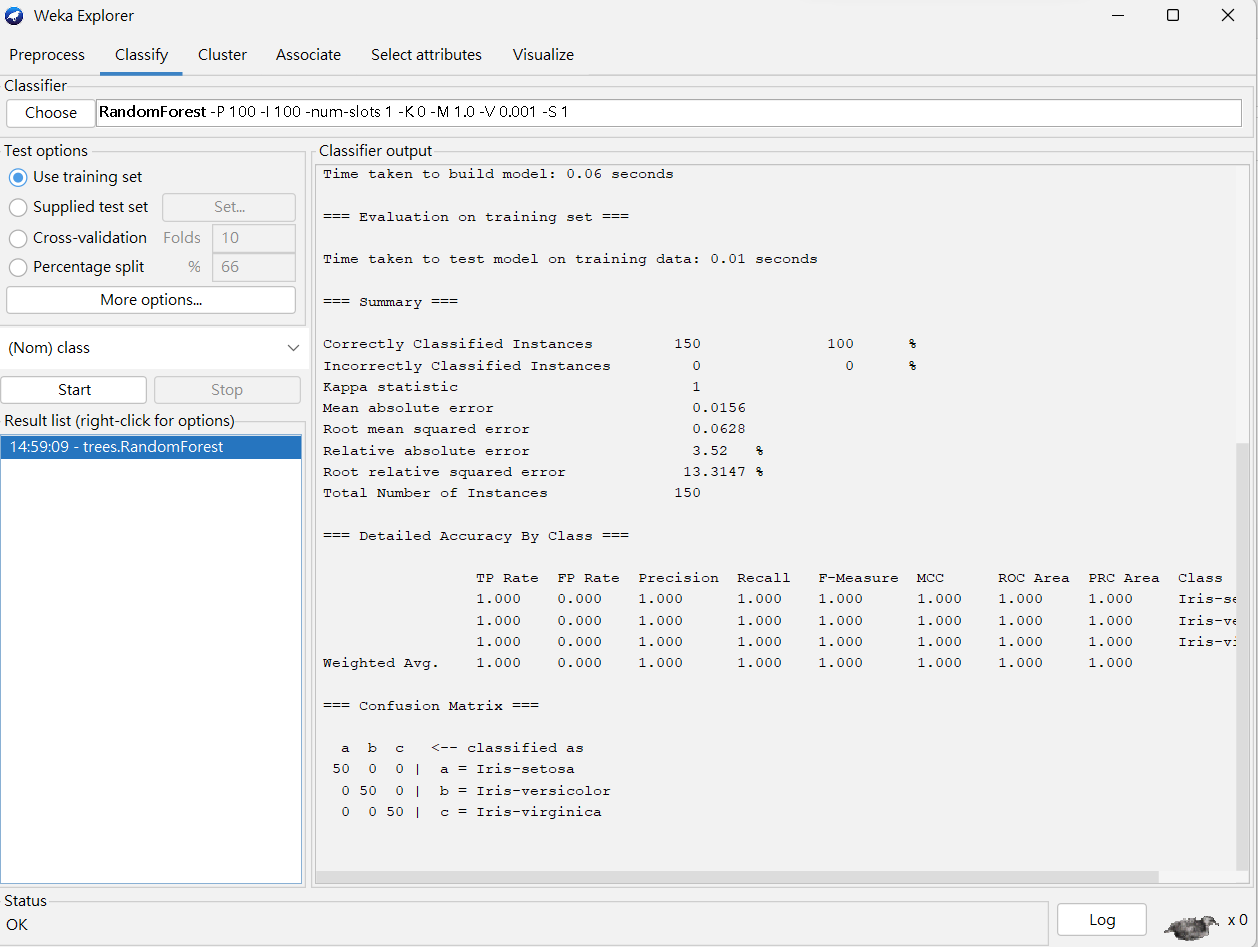 Weka Explorer
Preprocess Classify Cluster Associate Select attributes Visualize
Classifier
Choose RandomForest -P 100 -I 100 -num-slots 1 -K 0 -M 1.0 -V 0.001 -S 1
Test options
Use training set
Supplied test set Set...
Cross-validation Folds 10
Percentage split % 66
More options...
(Nom) class
Start Stop
Result list (right-click for options)
14:59:09 - trees.RandomForest
Classifier output
Time taken to build model: 0.06 seconds
=== Evaluation on training set ===
Time taken to test model on training data: 0.01 seconds
=== Summary ===
Correctly Classified Instances 150 100 %
Incorrectly Classified Instances 0 0 %
Kappa statistic 1
Mean absolute error 0.0156
Root mean squared error 0.0628
Relative absolute error 3.52 %
Root relative squared error 13.3147 %
Total Number of Instances 150
=== Detailed Accuracy By Class ===
TP Rate FP Rate Precision Recall F-Measure MCC ROC Area PRC Area Class
1.000 0.000 1.000 1.000 1.000 1.000 1.000 1.000 Iris-se
1.000 0.000 1.000 1.000 1.000 1.000 1.000 1.000 Iris-ve
1.000 0.000 1.000 1.000 1.000 1.000 1.000 1.000 Iris-vi
Weighted Avg. 1.000 0.000 1.000 1.000 1.000 1.000 1.000 1.000
=== Confusion Matrix ===
a b c <-- classified as
50 0 0 | a = Iris-setosa
0 50 0 | b = Iris-versicolor
0 0 50 | c = Iris-virginica
Status
OK
Log x 0